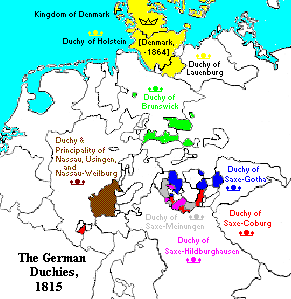 Kingdom of Denmark
Duchy of Holstein
[Denmark,
-1864]
Duchy of
Lauenburg
Duchy of
Brunswick
Duchy &
Principality of
Nassau, Usingen,
and
Nassau-Weilburg
Duchy of
Saxe-Gotha
Duchy of
Saxe-Coburg
Duchy of
Saxe-Meinungen
Duchy of
Saxe-Hildburghausen
The German
Duchies,
1815